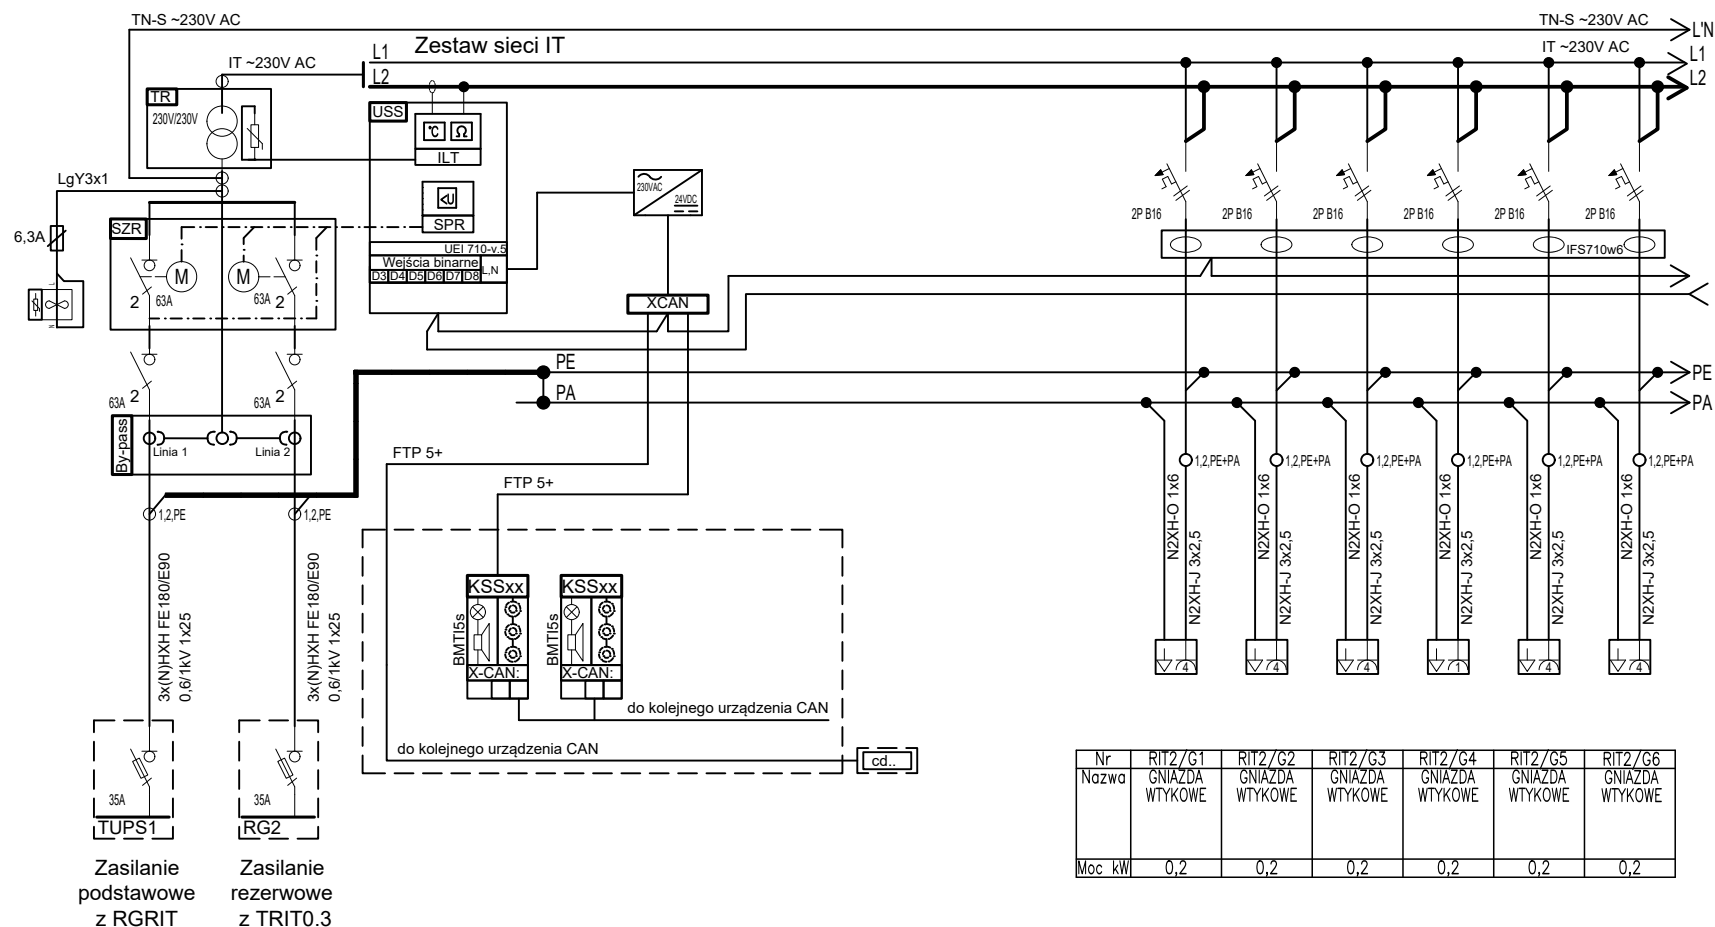 TN-S ~230V AC
TN-S ~230V AC
L'N
Zestaw sieci IT
L1
IT ~230V AC
L1
IT ~230V AC
L2
L2
TR
230V/230V
USS
°C
Ω
ILT
LgY3x1
230VAC
24VDC
<U
SPR
2P B16
2P B16
2P B16
2P B16
2P B16
2P B16
6,3A
SZR
UEI 710-v.5
IFS710w6
Wejścia binarne
L,N
D3 D4 D5 D6 D7 D8
M
M
2
63A
63A
2
L
N
XCAN
PE
PE
63A
2
63A
2
PA
PA
By-pass
Linia 1
Linia 2
FTP 5+
1,2,PE+PA
1,2,PE+PA
1,2,PE+PA
1,2,PE+PA
1,2,PE+PA
1,2,PE+PA
FTP 5+
1,2,PE
1,2,PE
N2XH-O 1x6
N2XH-J 3x2,5
N2XH-O 1x6
N2XH-J 3x2,5
N2XH-O 1x6
N2XH-J 3x2,5
N2XH-O 1x6
N2XH-J 3x2,5
N2XH-O 1x6
N2XH-J 3x2,5
N2XH-O 1x6
N2XH-J 3x2,5
3x(N)HXH FE180/E90
0,6/1kV 1x25
3x(N)HXH FE180/E90
0,6/1kV 1x25
KSSxx
KSSxx
BMTI5s
BMTI5s
X-CAN:
X-CAN:
4
4
4
1
4
4
do kolejnego urządzenia CAN
do kolejnego urządzenia CAN
cd..
35A
35A
TUPS1
RG2
Zasilanie
podstawowe
z RGRIT
Zasilanie
rezerwowe
z TRIT0.3
Nr RIT2/G1 RIT2/G2 RIT2/G3 RIT2/G4 RIT2/G5 RIT2/G6
Nazwa GNIAZDA GNIAZDA GNIAZDA GNIAZDA GNIAZDA GNIAZDA
WTYKOWE WTYKOWE WTYKOWE WTYKOWE WTYKOWE WTYKOWE
Moc kW 0,2 0,2 0,2 0,2 0,2 0,2